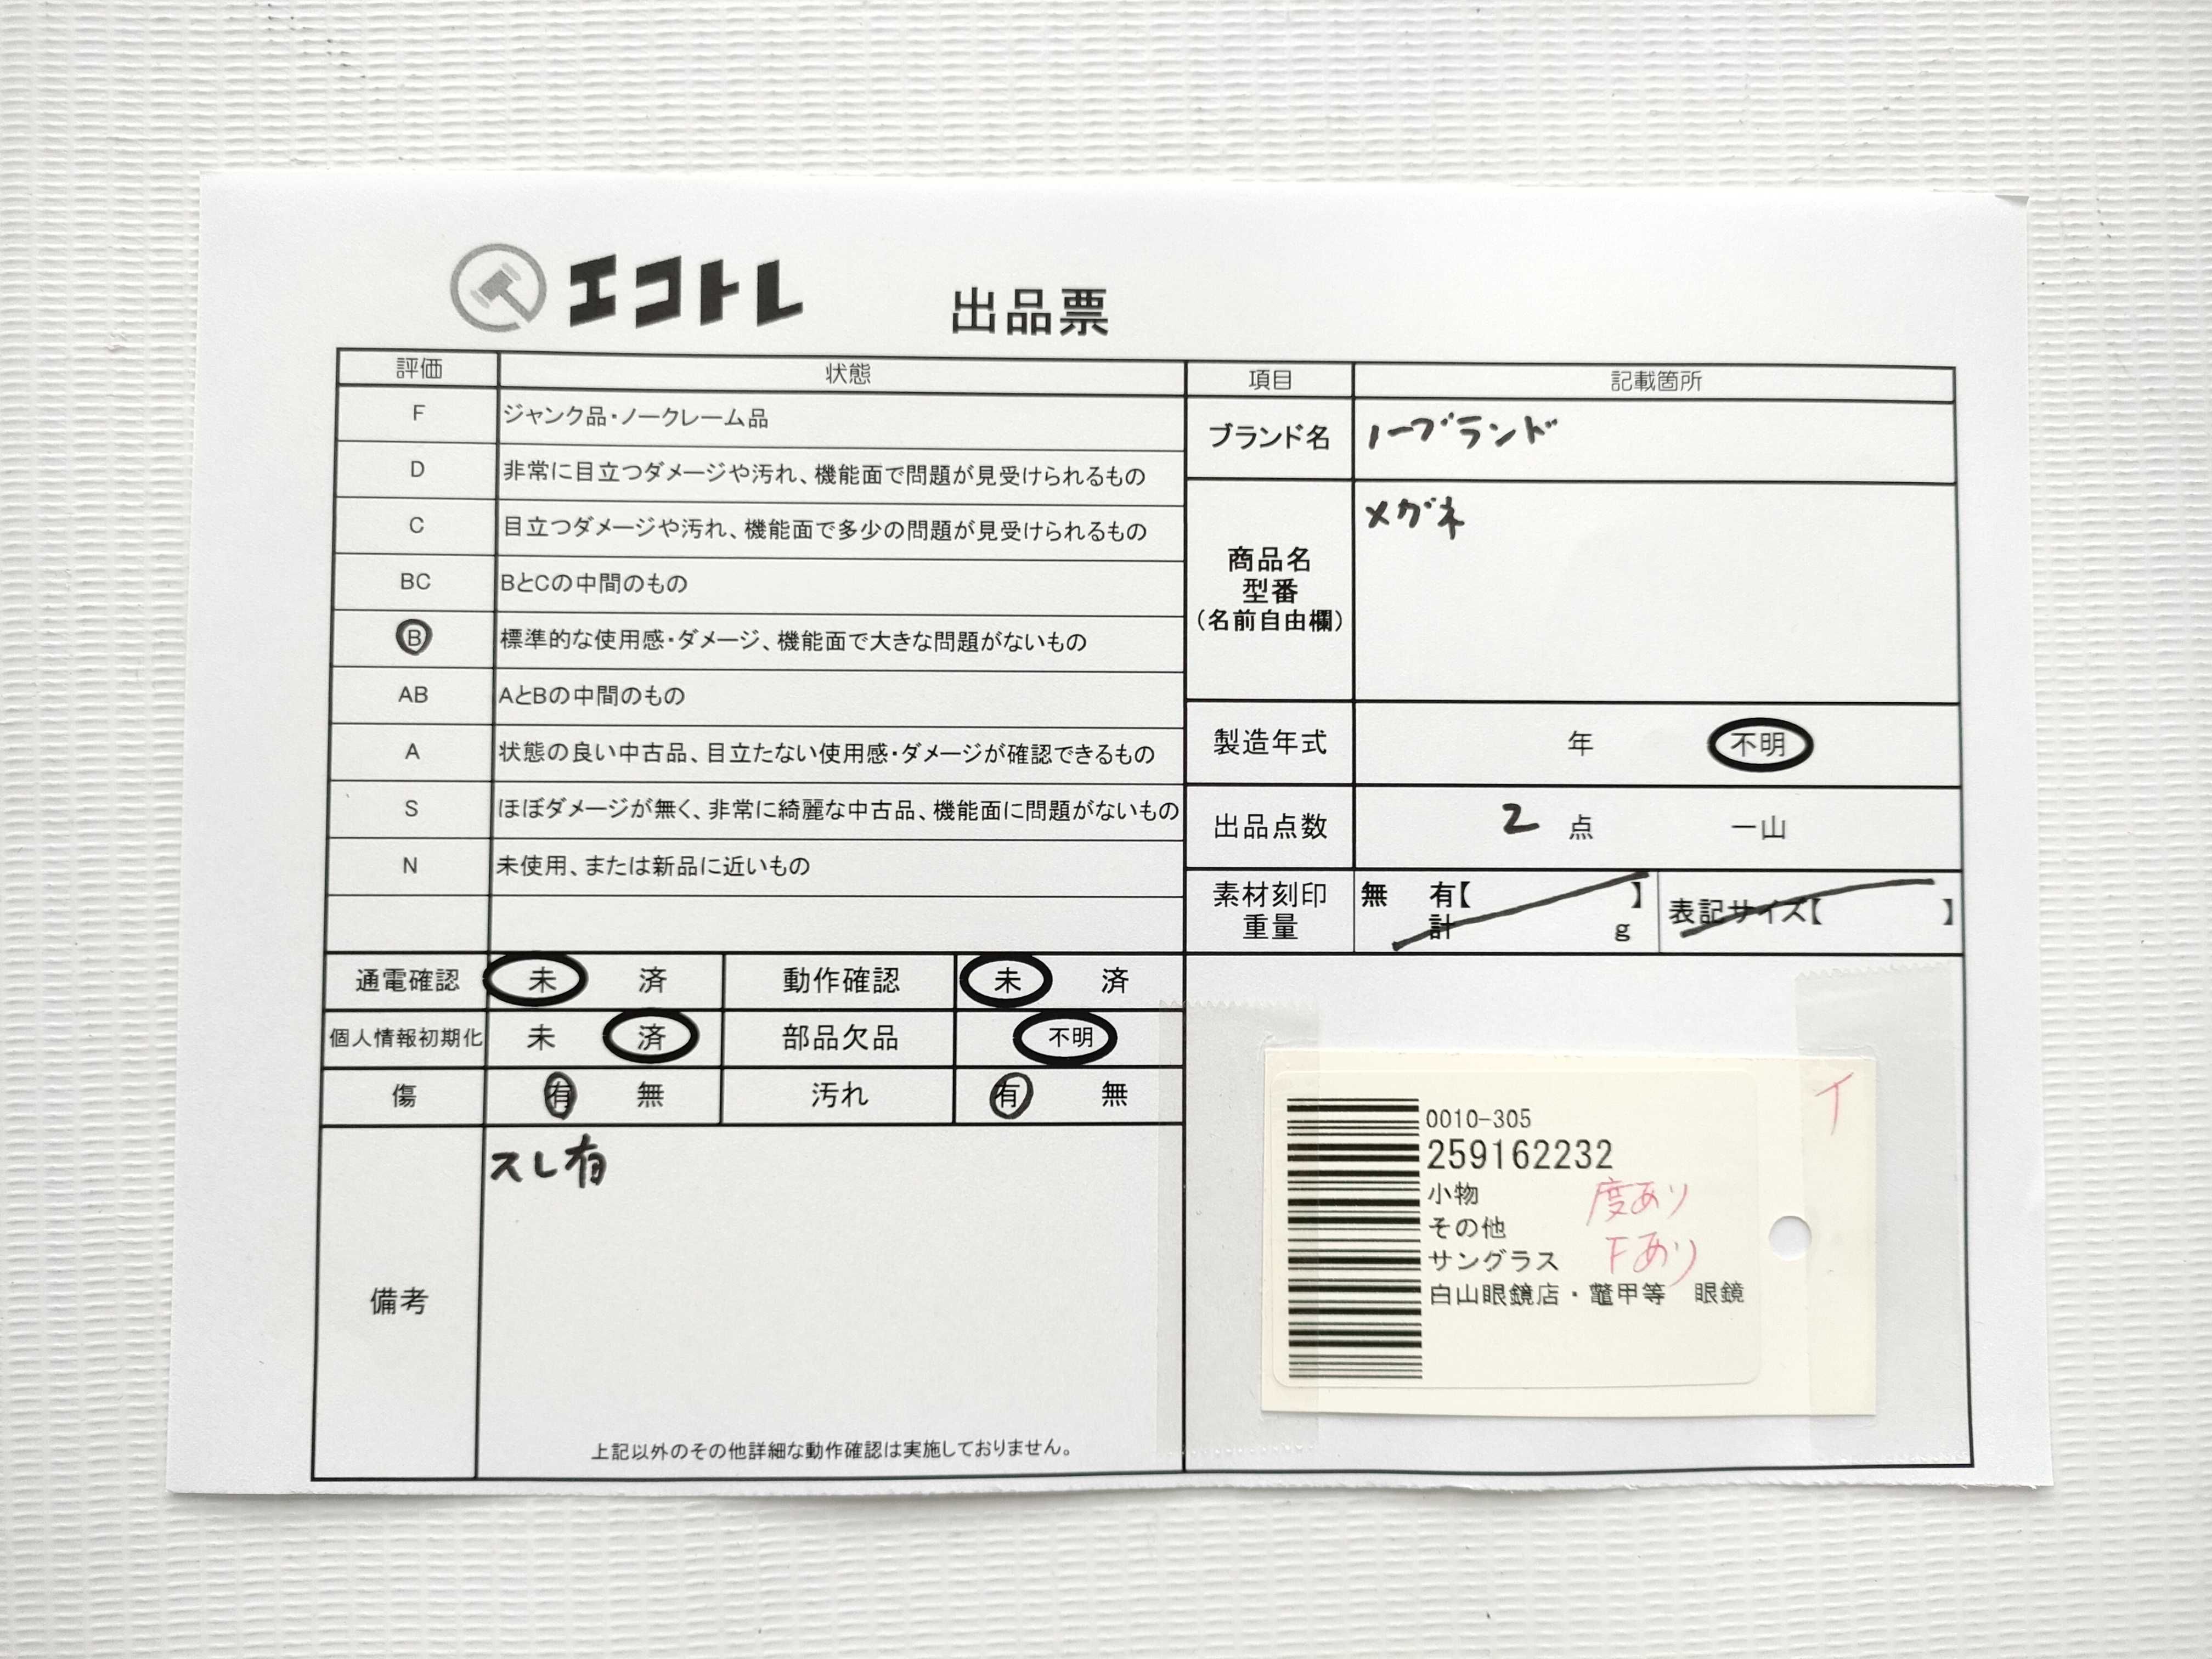 エコトレ 出品票
評価 状態
F ジャンク品・ノークレーム品
D 非常に目立つダメージや汚れ、機能面で問題が見受けられるもの
C 目立つダメージや汚れ、機能面で多少の問題が見受けられるもの
BC BとCの中間のもの
B 標準的な使用感・ダメージ、機能面で大きな問題がないもの
AB AとBの中間のもの
A 状態の良い中古品、目立たない使用感・ダメージが確認できるもの
S ほぼダメージが無く、非常に綺麗な中古品、機能面に問題がないもの
N 未使用、または新品に近いもの
通電確認 未 済 動作確認 未 済
個人情報初期化 未 済 部品欠品 不明
傷 有 無 汚れ 有 無
備考
スレ有
上記以外のその他詳細な動作確認は実施しておりません。
項目 記載箇所
ブランド名 ノーブランド
商品名
型番
(名前自由欄)
メガネ
製造年式 年 不明
出品点数 2 点 一山
素材刻印
重量
無 有【 】
計 g
表記サイズ【 】
0010-305
259162232
小物 度あり
その他
サングラス Fあり
白山眼鏡店・鼈甲等 眼鏡
イ